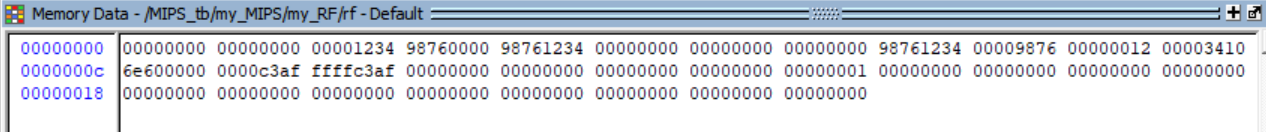 Memory Data - /MIPS_tb/my_MIPS/my_RF/rf - Default
00000000 00000000 00000000 00001234 98760000 98761234 00000000 00000000 00000000 98761234 00009876 00000012 00003410
0000000c 6e600000 0000c3af ffffc3af 00000000 00000000 00000000 00000000 00000001 00000000 00000000 00000000 00000000
00000018 00000000 00000000 00000000 00000000 00000000 00000000 00000000 00000000